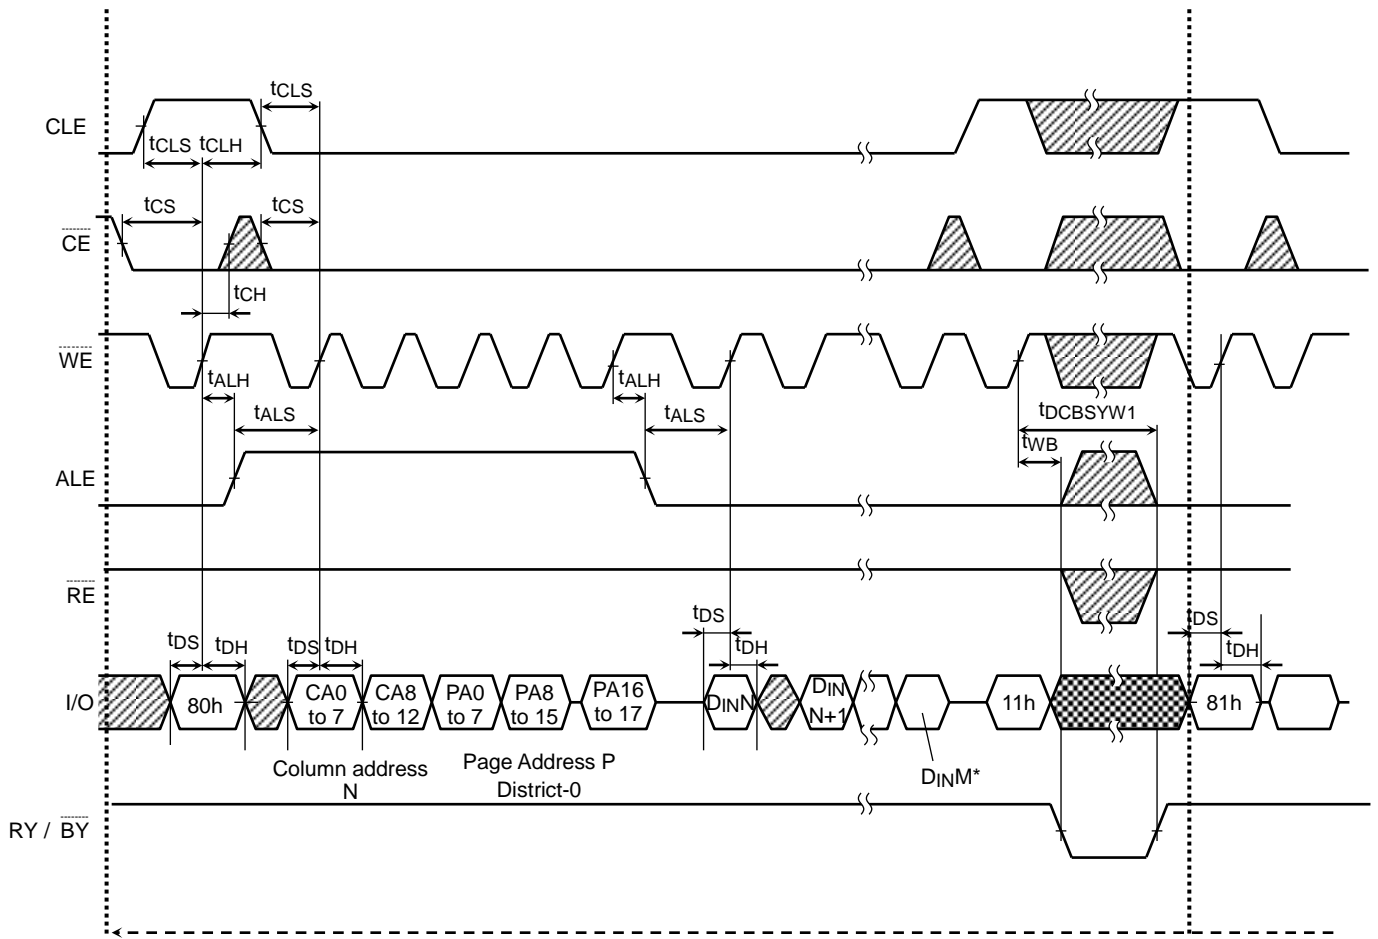 tCLS
CLE
tCLS tCLH
tCS tCS
CE
tCH
WE
tALH tALH
tALS tALS
tDCBSYW1
tWB
ALE
RE
tDS tDH tDS tDH tDS tDH tDS tDH
I/O
80h
CA0 to 7
CA8 to 12
PA0 to 7
PA8 to 15
PA16 to 17
DINN
DIN N+1
11h
81h
DINM*
Column address
N
Page Address P
District-0
RY / BY